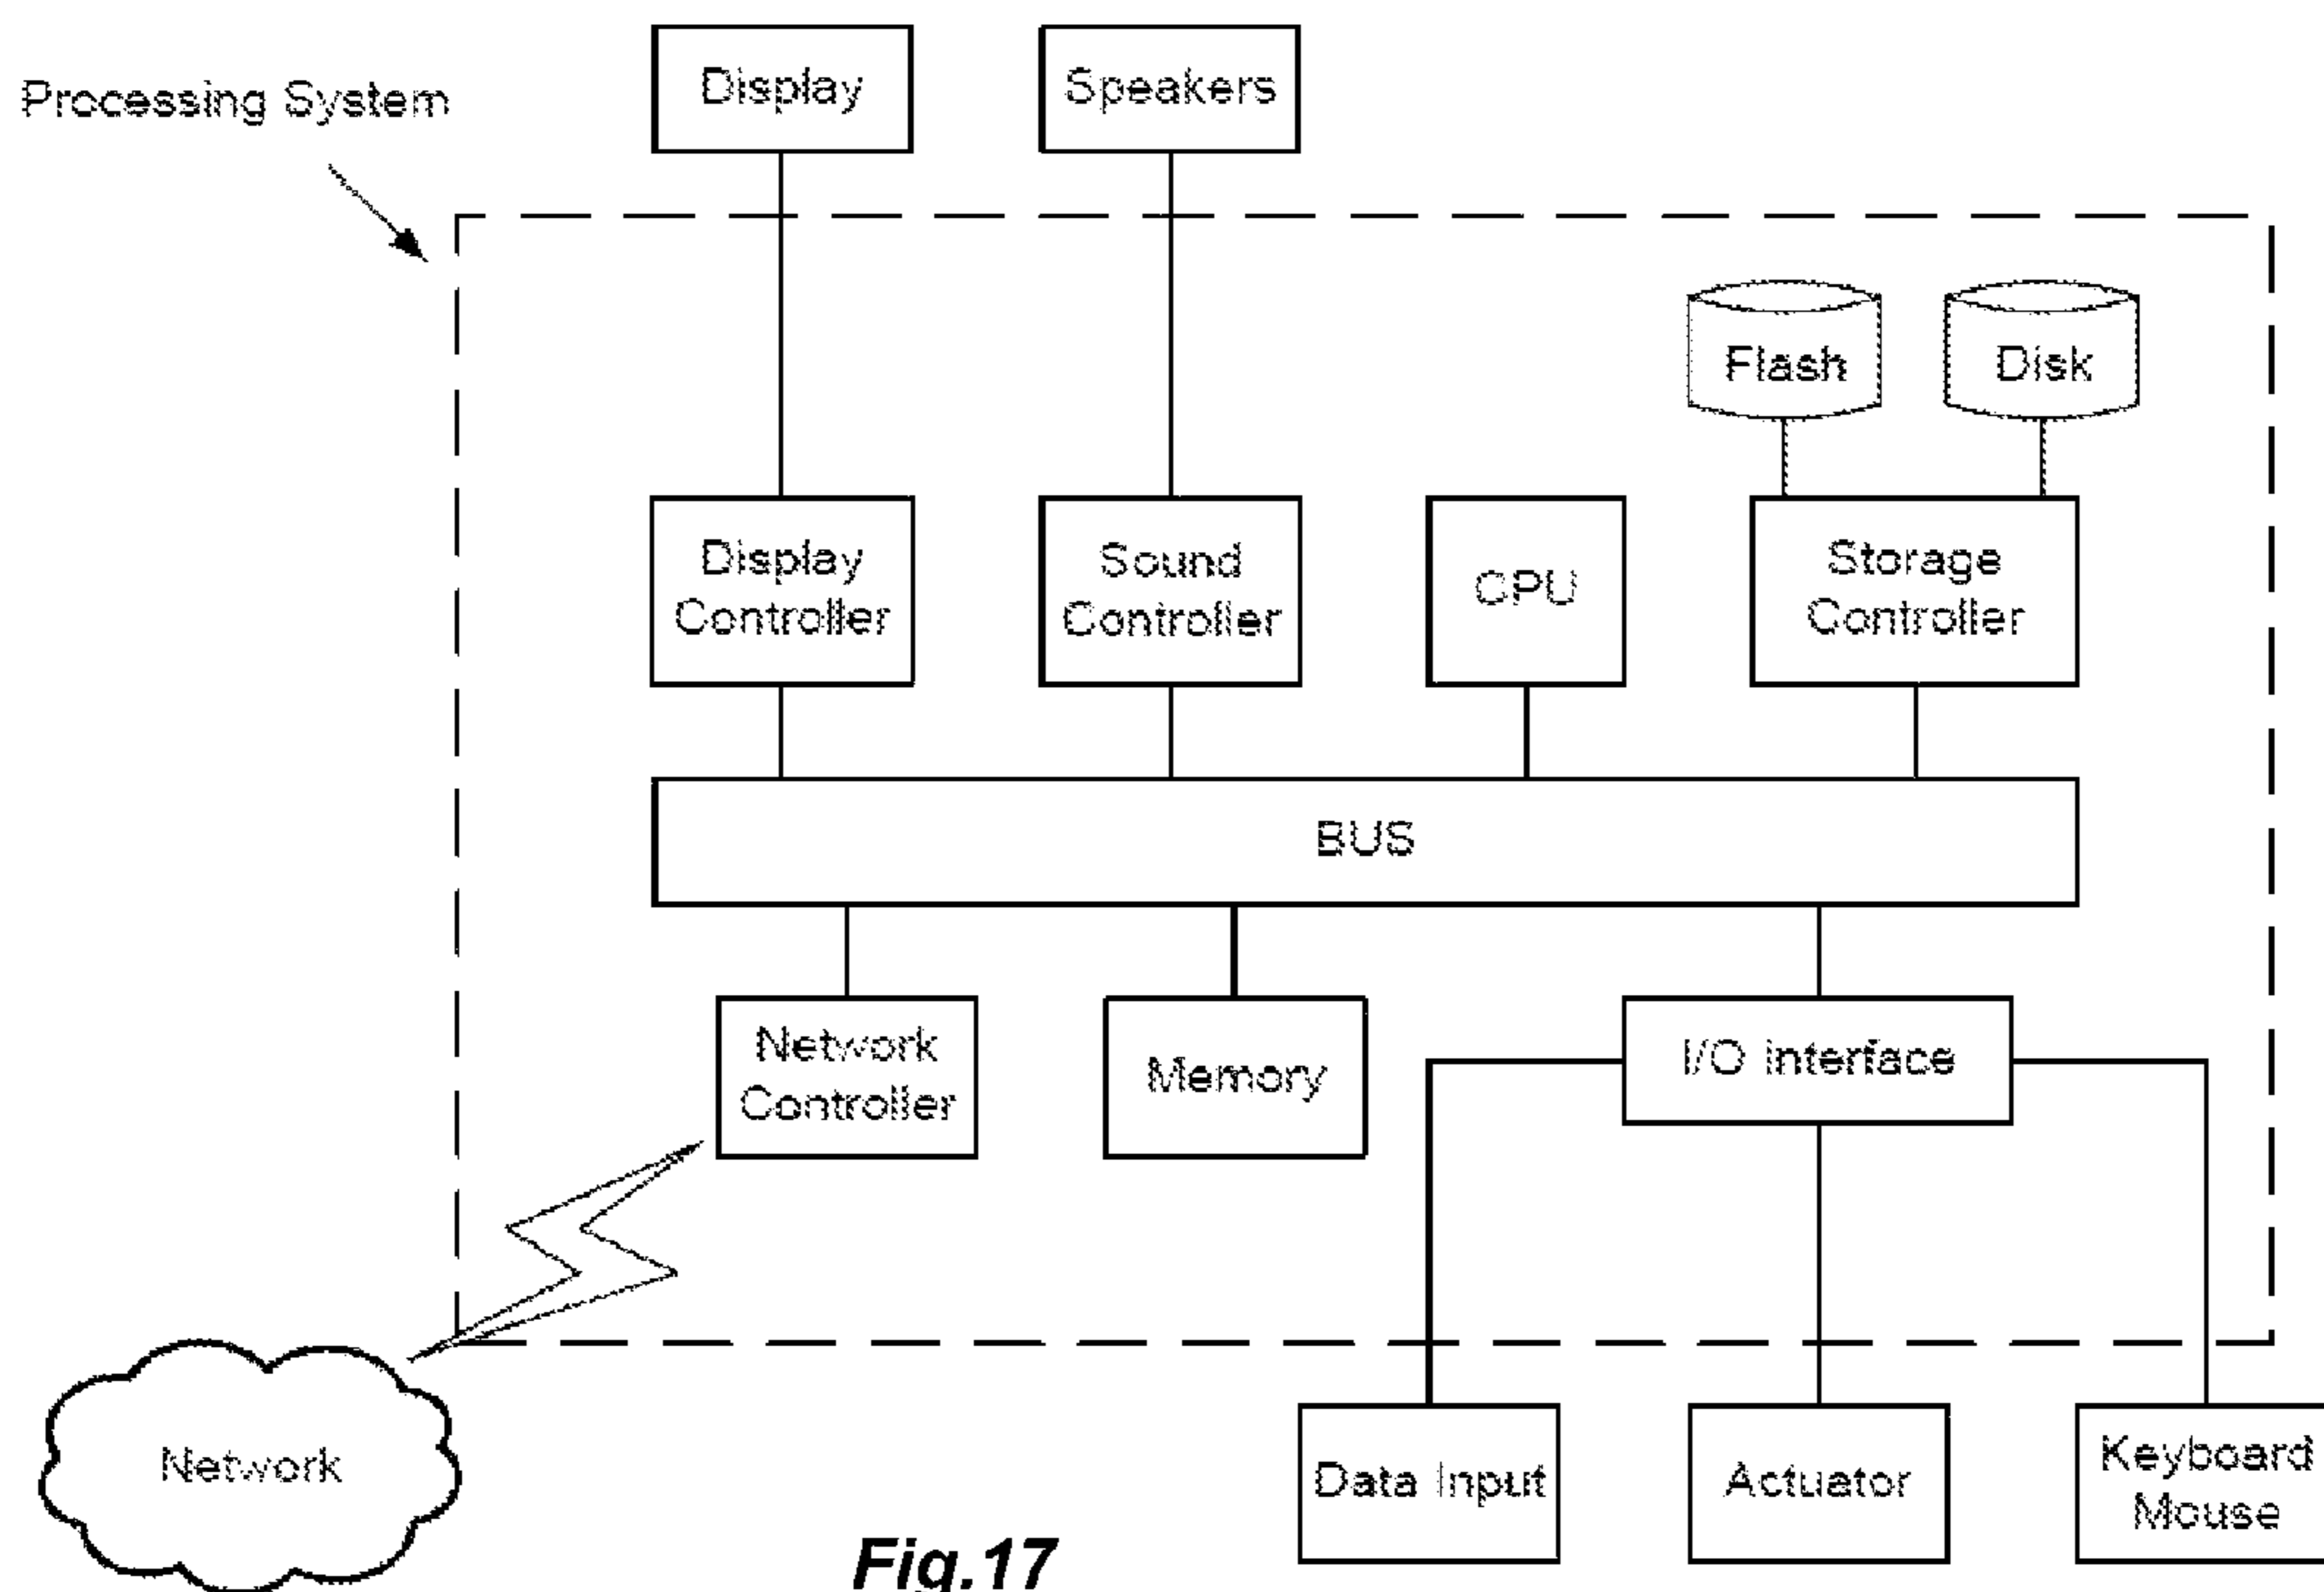 Processing System
Display
Speakers
Flash
Disk
Display
Controller
Sound
Controller
CPU
Storage
Controller
BUS
Network
Controller
Memory
I/O Interface
Network
Data Input
Actuator
Keyboard
Mouse
Fig.17